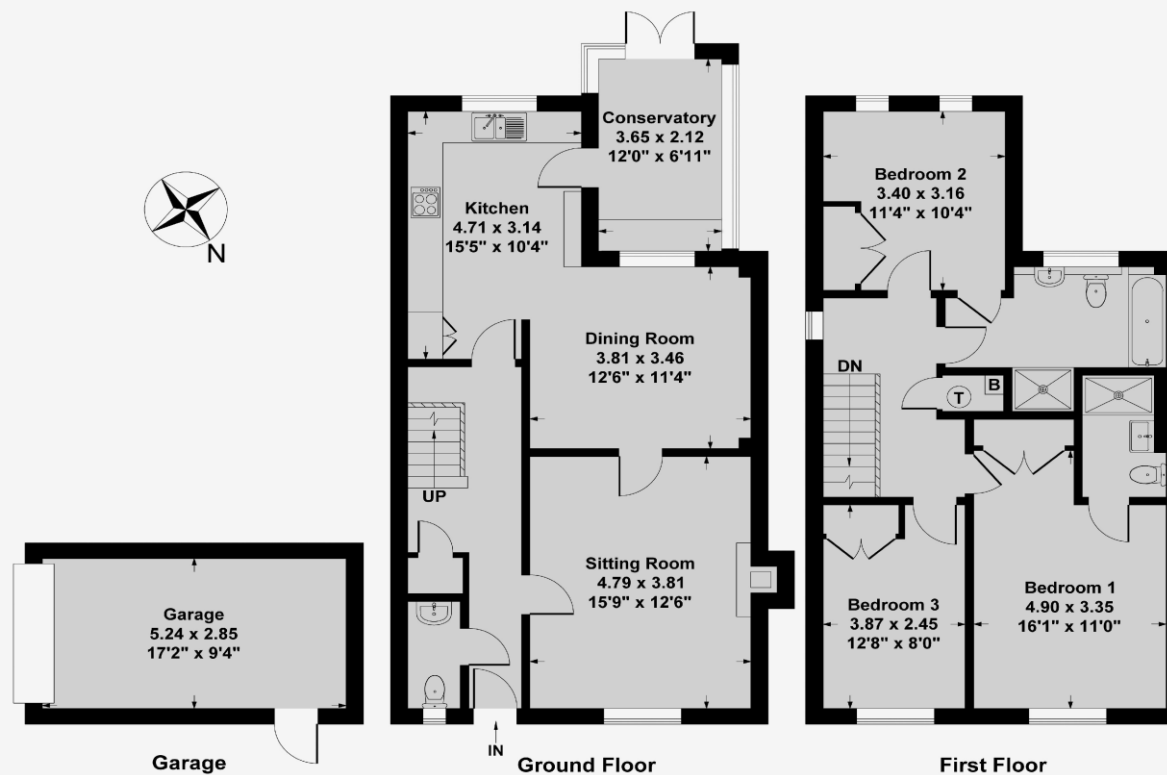 Conservatory
3.65 x 2.12
12'0" x 6'11"
Kitchen
4.71 x 3.14
15'5" x 10'4"
Bedroom 2
3.40 x 3.16
11'4" x 10'4"
N
Dining Room
3.81 x 3.46
12'6" x 11'4"
DN
T
B
UP
Sitting Room
4.79 x 3.81
15'9" x 12'6"
Garage
5.24 x 2.85
17'2" x 9'4"
Bedroom 3
3.87 x 2.45
12'8" x 8'0"
Bedroom 1
4.90 x 3.35
16'1" x 11'0"
IN
Garage
Ground Floor
First Floor